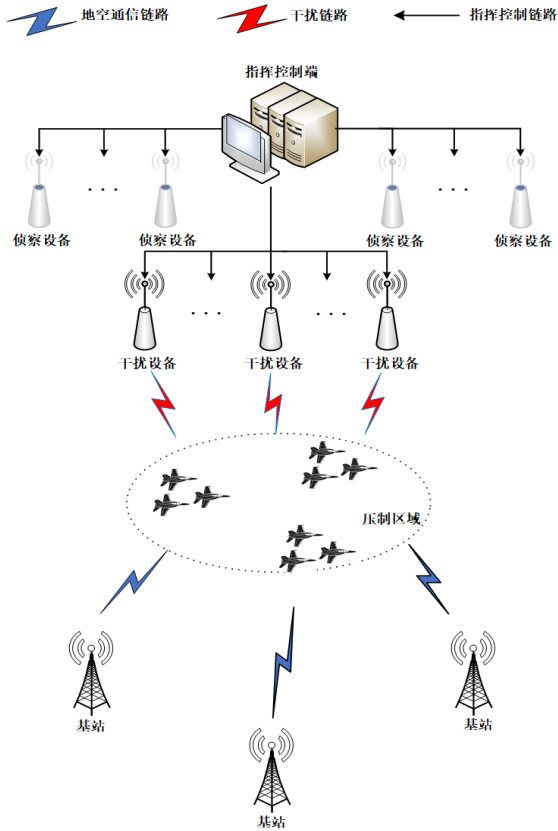 地空通信链路 干扰链路 指挥控制链路
指挥控制端
侦察设备 侦察设备 侦察设备 侦察设备
干扰设备 干扰设备 干扰设备
压制区域
基站 基站
基站